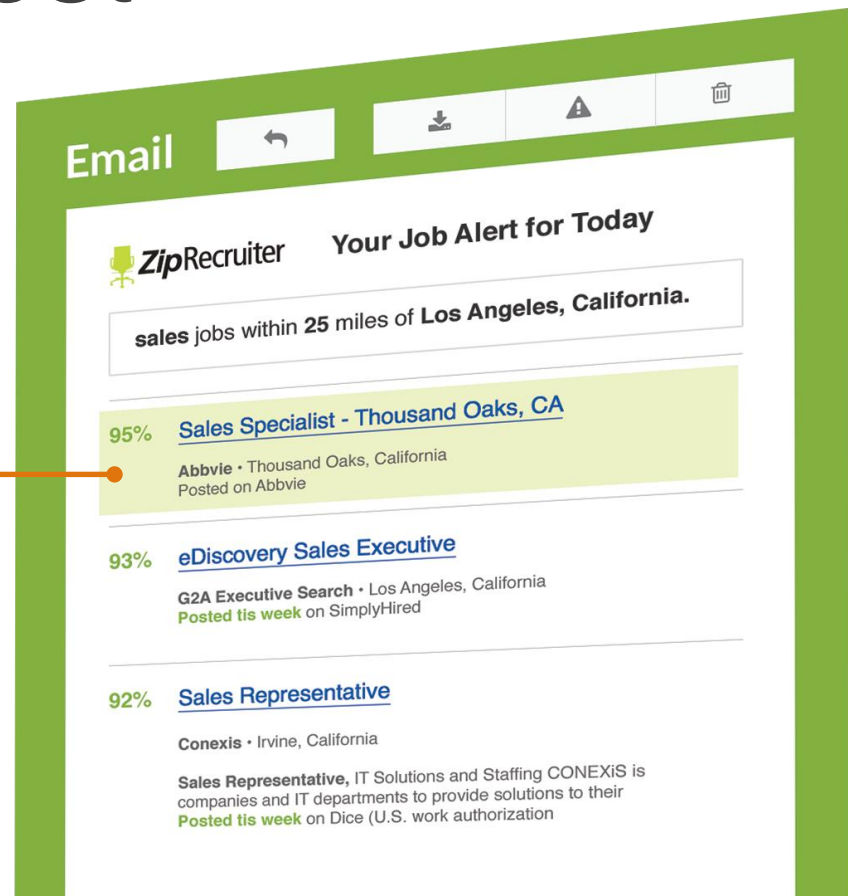 Email
ZipRecruiter
Your Job Alert for Today
sales jobs within 25 miles of Los Angeles, California.
95%
Sales Specialist - Thousand Oaks, CA
Abbvie • Thousand Oaks, California
Posted on Abbvie
93%
eDiscovery Sales Executive
G2A Executive Search • Los Angeles, California
Posted tis week on SimplyHired
92%
Sales Representative
Conexis • Irvine, California
Sales Representative, IT Solutions and Staffing CONEXiS is
companies and IT departments to provide solutions to their
Posted tis week on Dice (U.S. work authorization